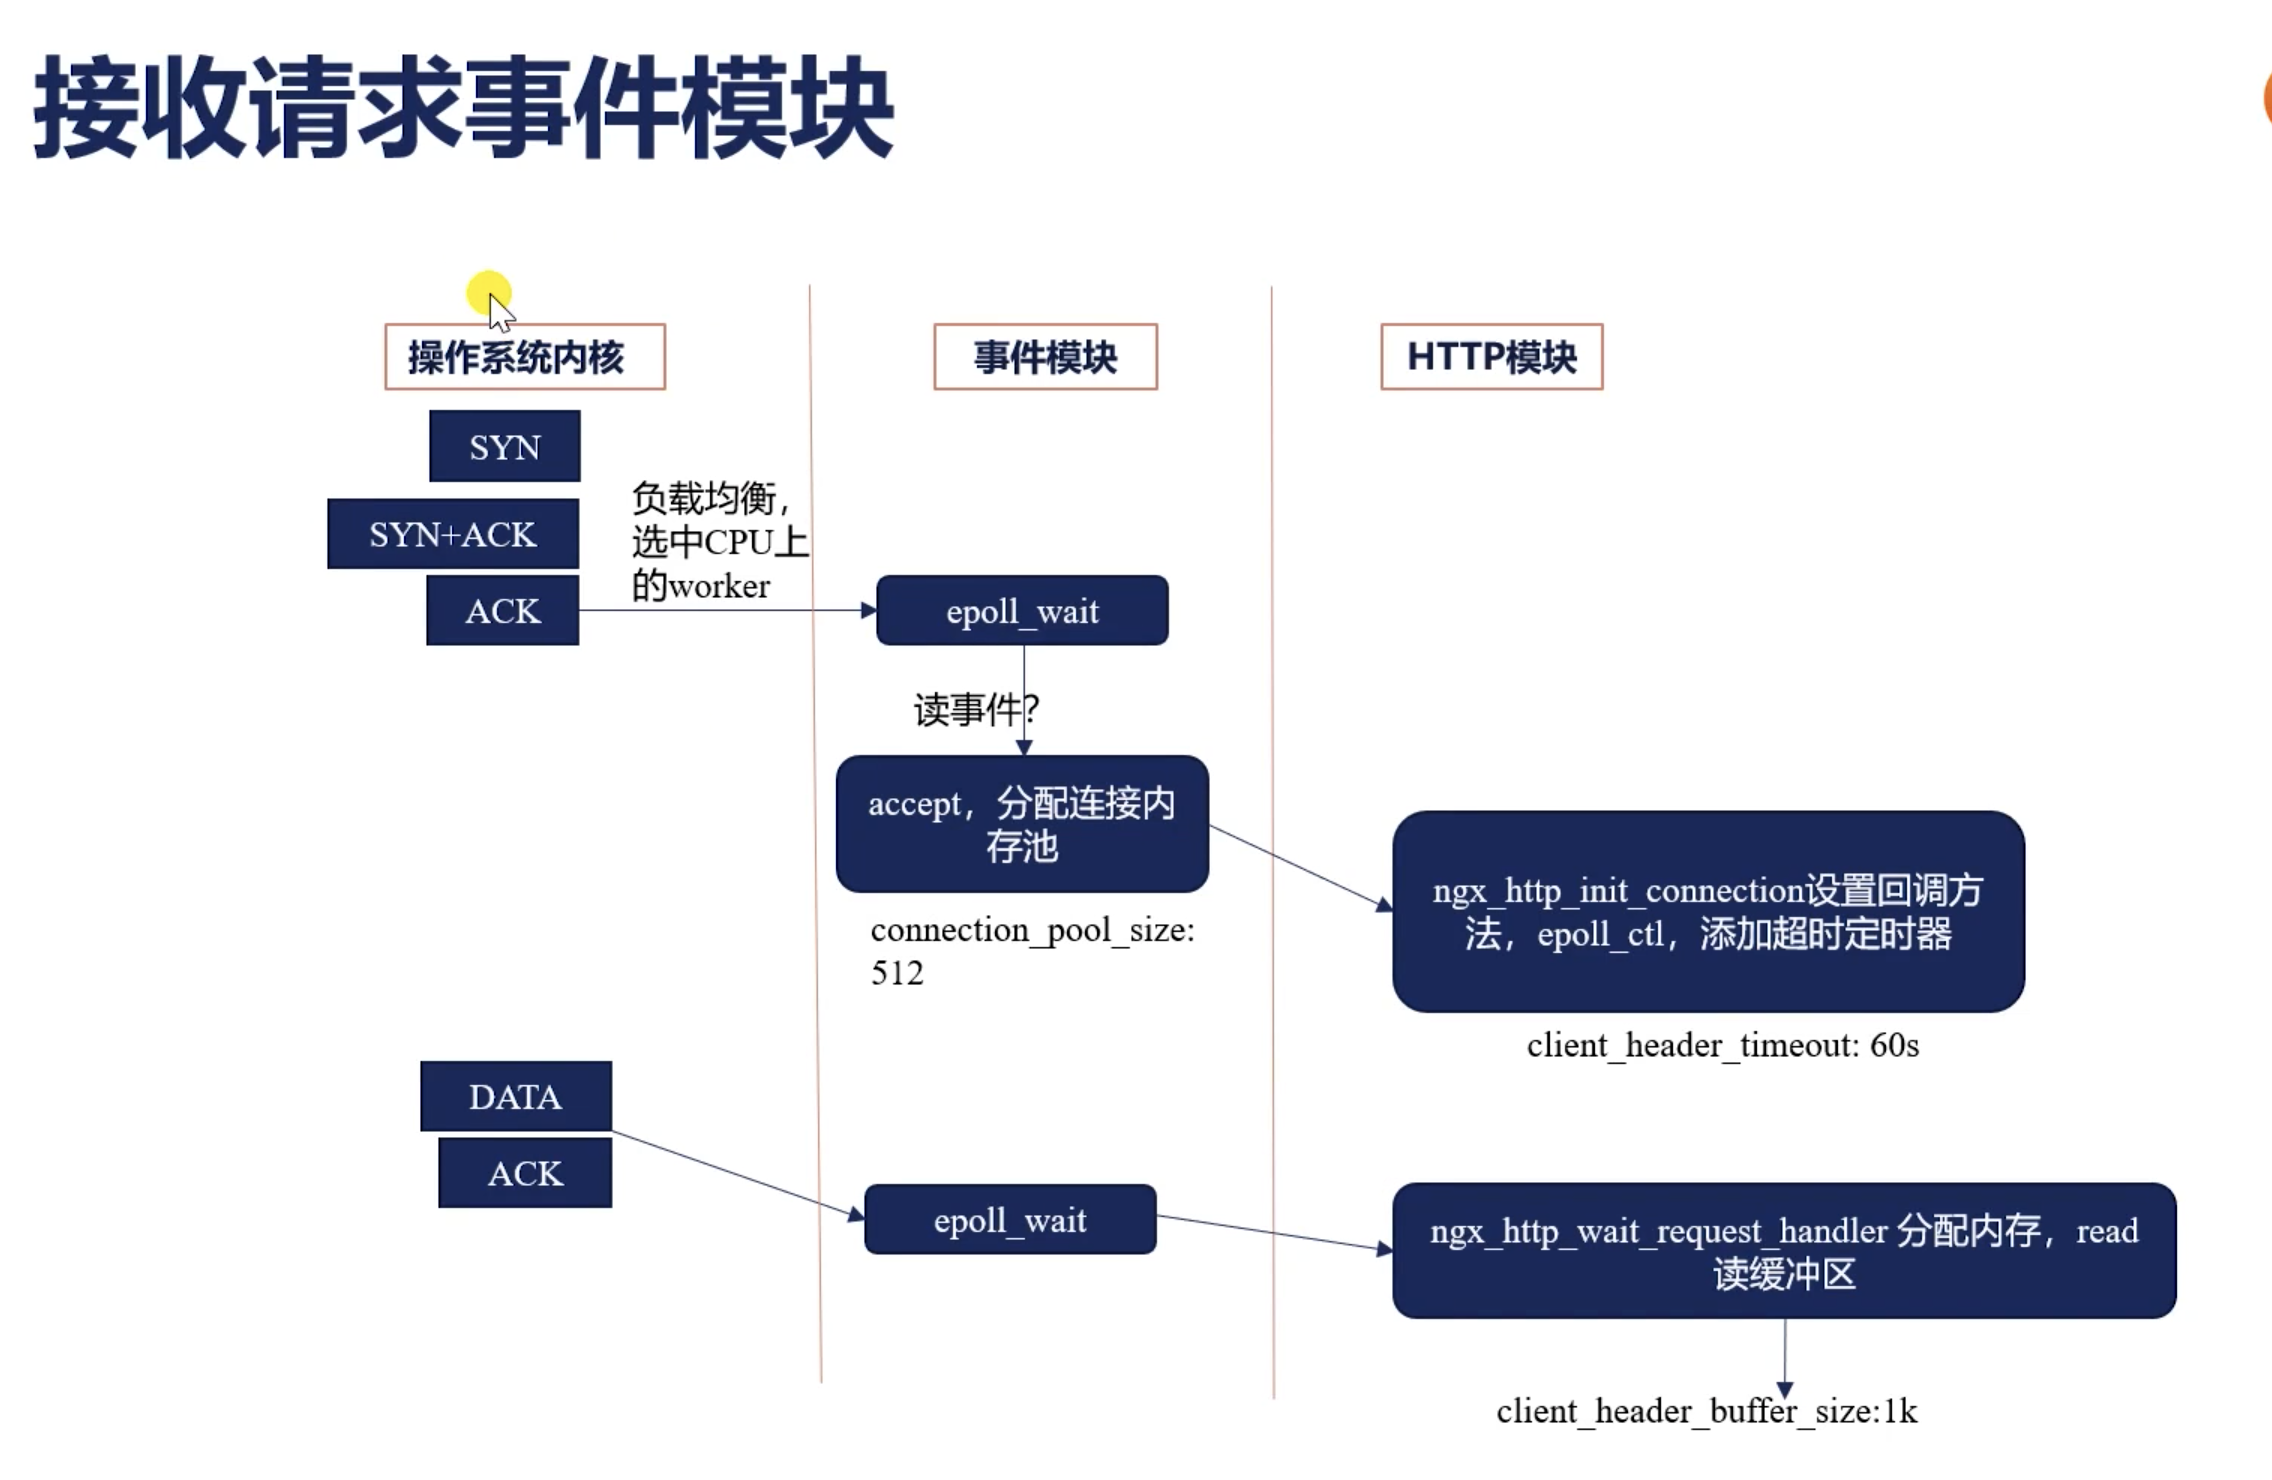 接收请求事件模块
操作系统内核
事件模块
HTTP模块
SYN
SYN+ACK
ACK
负载均衡，
选中CPU上
的worker
epoll_wait
读事件？
accept，分配连接内
存池
connection_pool_size:
512
ngx_http_init_connection设置回调方
法，epoll_ctl，添加超时定时器
client_header_timeout: 60s
DATA
ACK
epoll_wait
ngx_http_wait_request_handler 分配内存，read
读缓冲区
client_header_buffer_size:1k